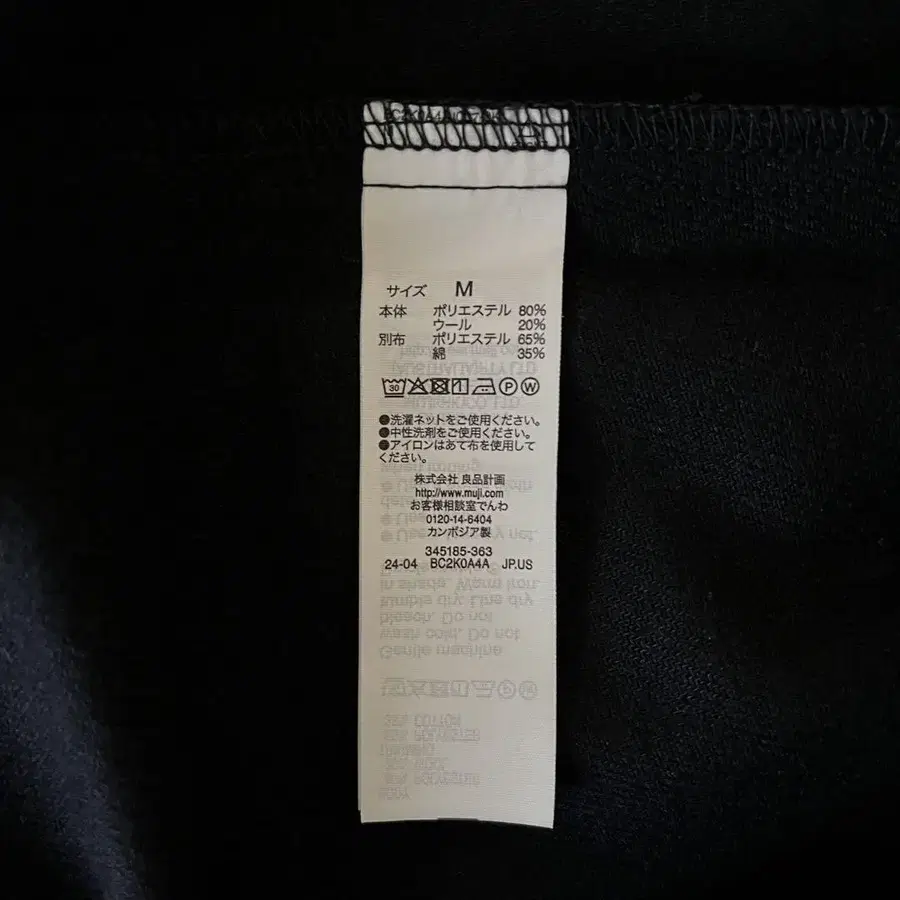 サイズ M
本体 ポリエステル 80%
ウール 20%
別布 ポリエステル 65%
綿 35%
30 P W
●洗濯ネットをご使用ください。
●中性洗剤をご使用ください。
●アイロンはあて布を使用して
ください。
株式会社 良品計画
http://www.muji.com
お客様相談室でんわ
0120-14-6404
カンボジア製
345185-363
24-04 BC2K0A4A JP.US